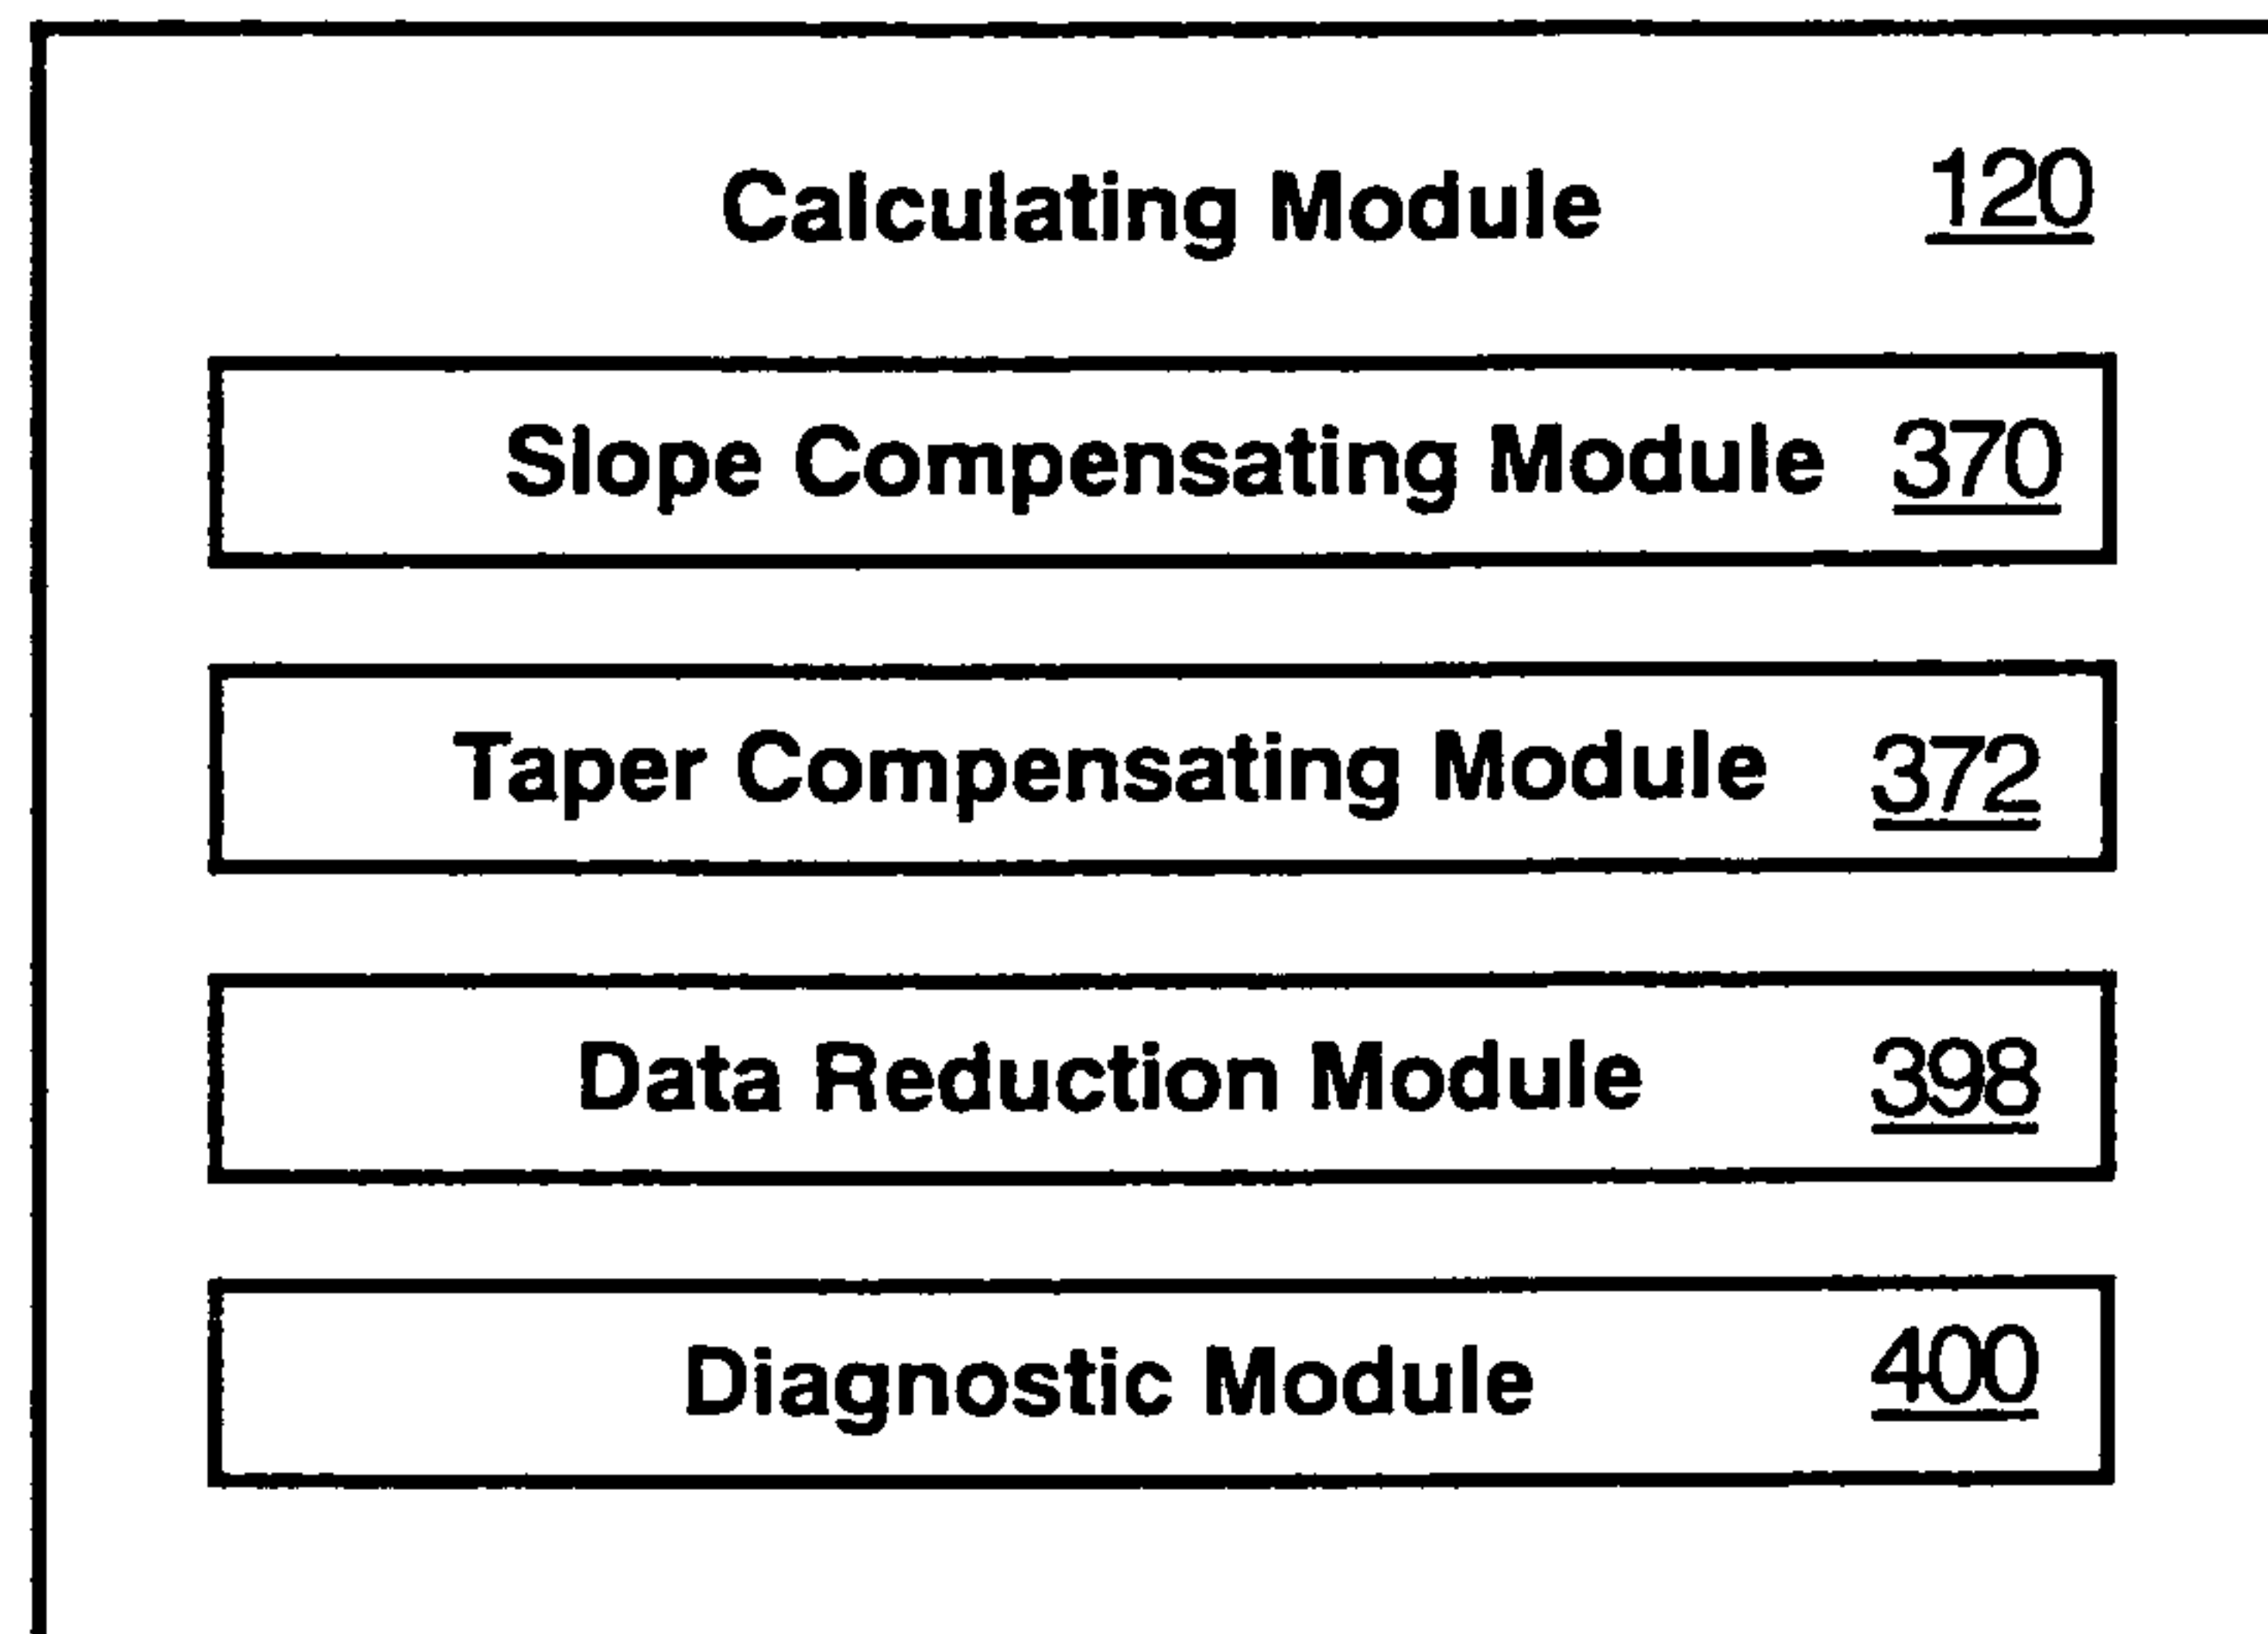 Calculating Module 120
Slope Compensating Module 370
Taper Compensating Module 372
Data Reduction Module 398
Diagnostic Module 400